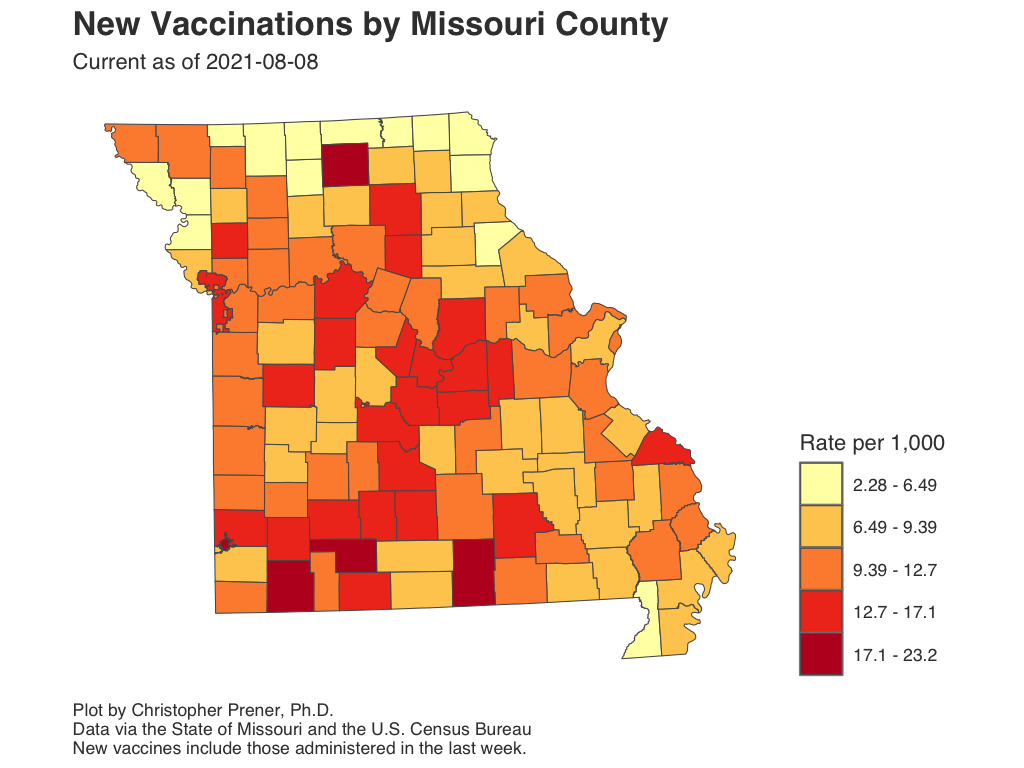 New Vaccinations by Missouri County
Current as of 2021-08-08
Rate per 1,000
2.28 - 6.49
6.49 - 9.39
9.39 - 12.7
12.7 - 17.1
17.1 - 23.2
Plot by Christopher Prener, Ph.D.
Data via the State of Missouri and the U.S. Census Bureau
New vaccines include those administered in the last week.